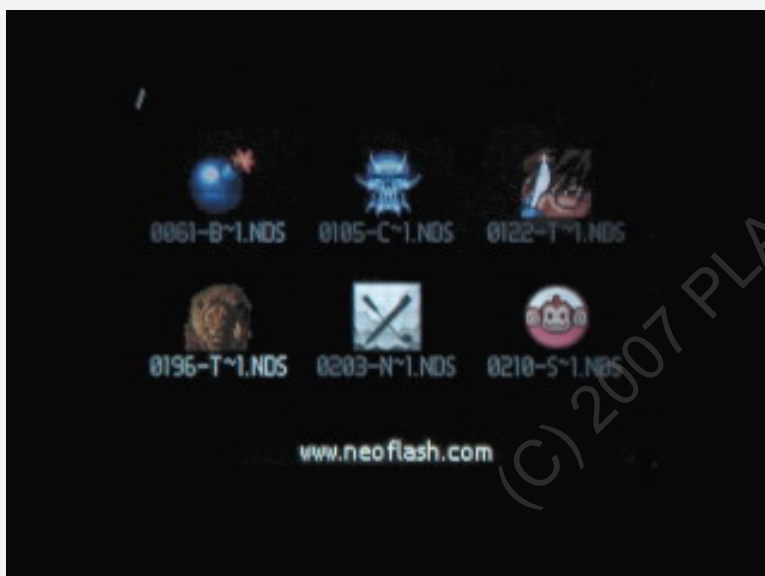 /
0061-B~1.NDS 0105-C~1.NDS 0122-T~1.NDS
0196-T~1.NDS 0203-N~1.NDS 0210-S~1.NDS
www.neoflash.com
(C) 2007 PLA